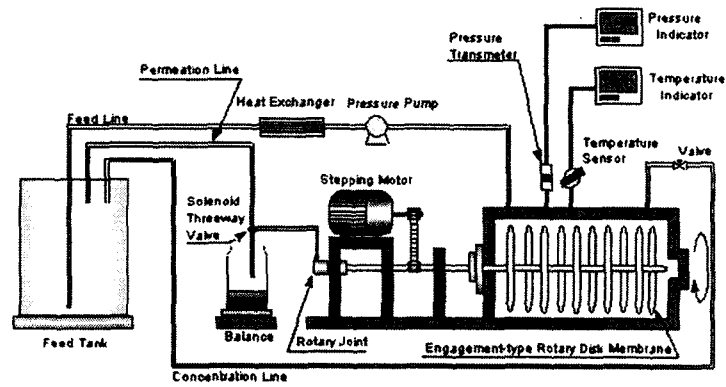 Pressure
Indicator
Pressure
Transmeter
Permeation Line
Temperature
Indicator
Heat Exchanger
Pressure Pump
Feed Line
Temperature
Sensor
Valve
Stepping Motor
Solenoid
Threeway
Valve
Feed Tank
Balance
Rotary Joint
Engagement-type Rotary Disk Membrane
Concentration Line